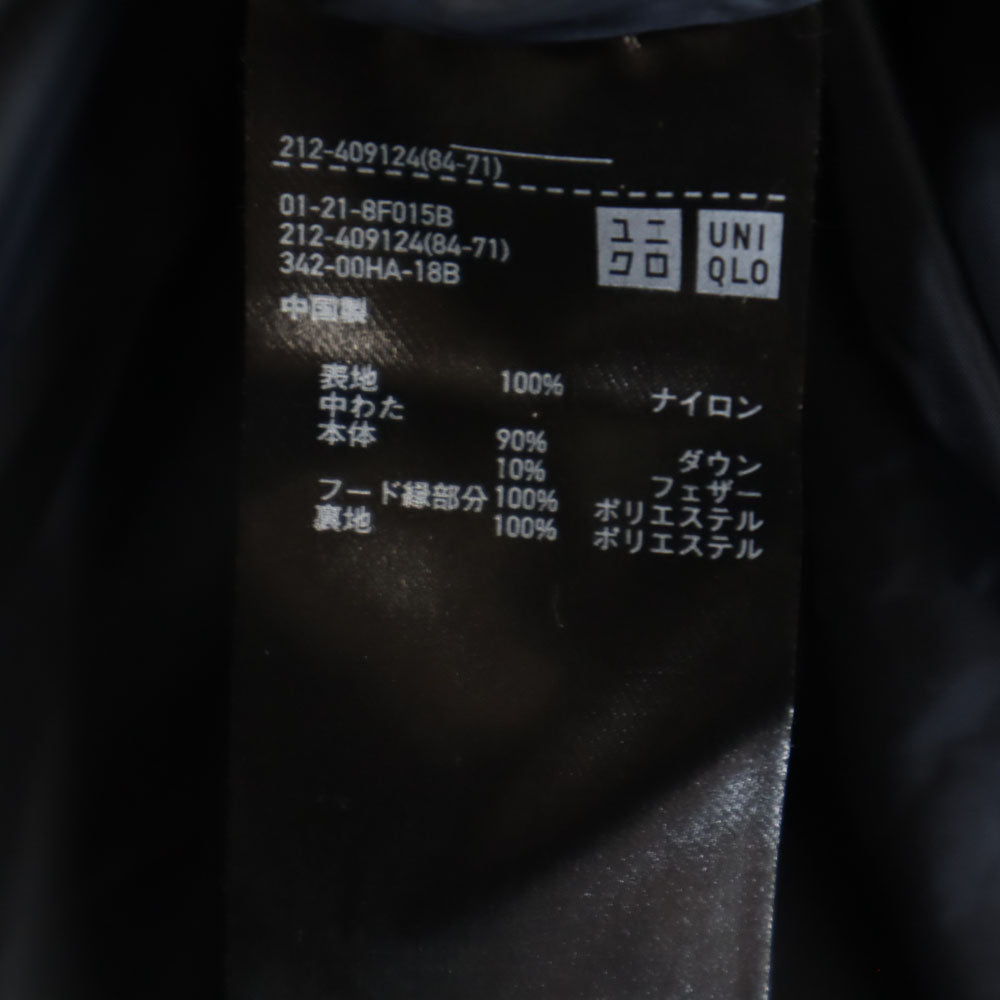 212-409124(84-71)
01-21-8F015B
212-409124(84-71)
342-00HA-18B
ユニ
クロ
UNI
QLO
中国製
表地 100% ナイロン
中わた
本体 90% ダウン
10% フェザー
フード縁部分 100% ポリエステル
裏地 100% ポリエステル